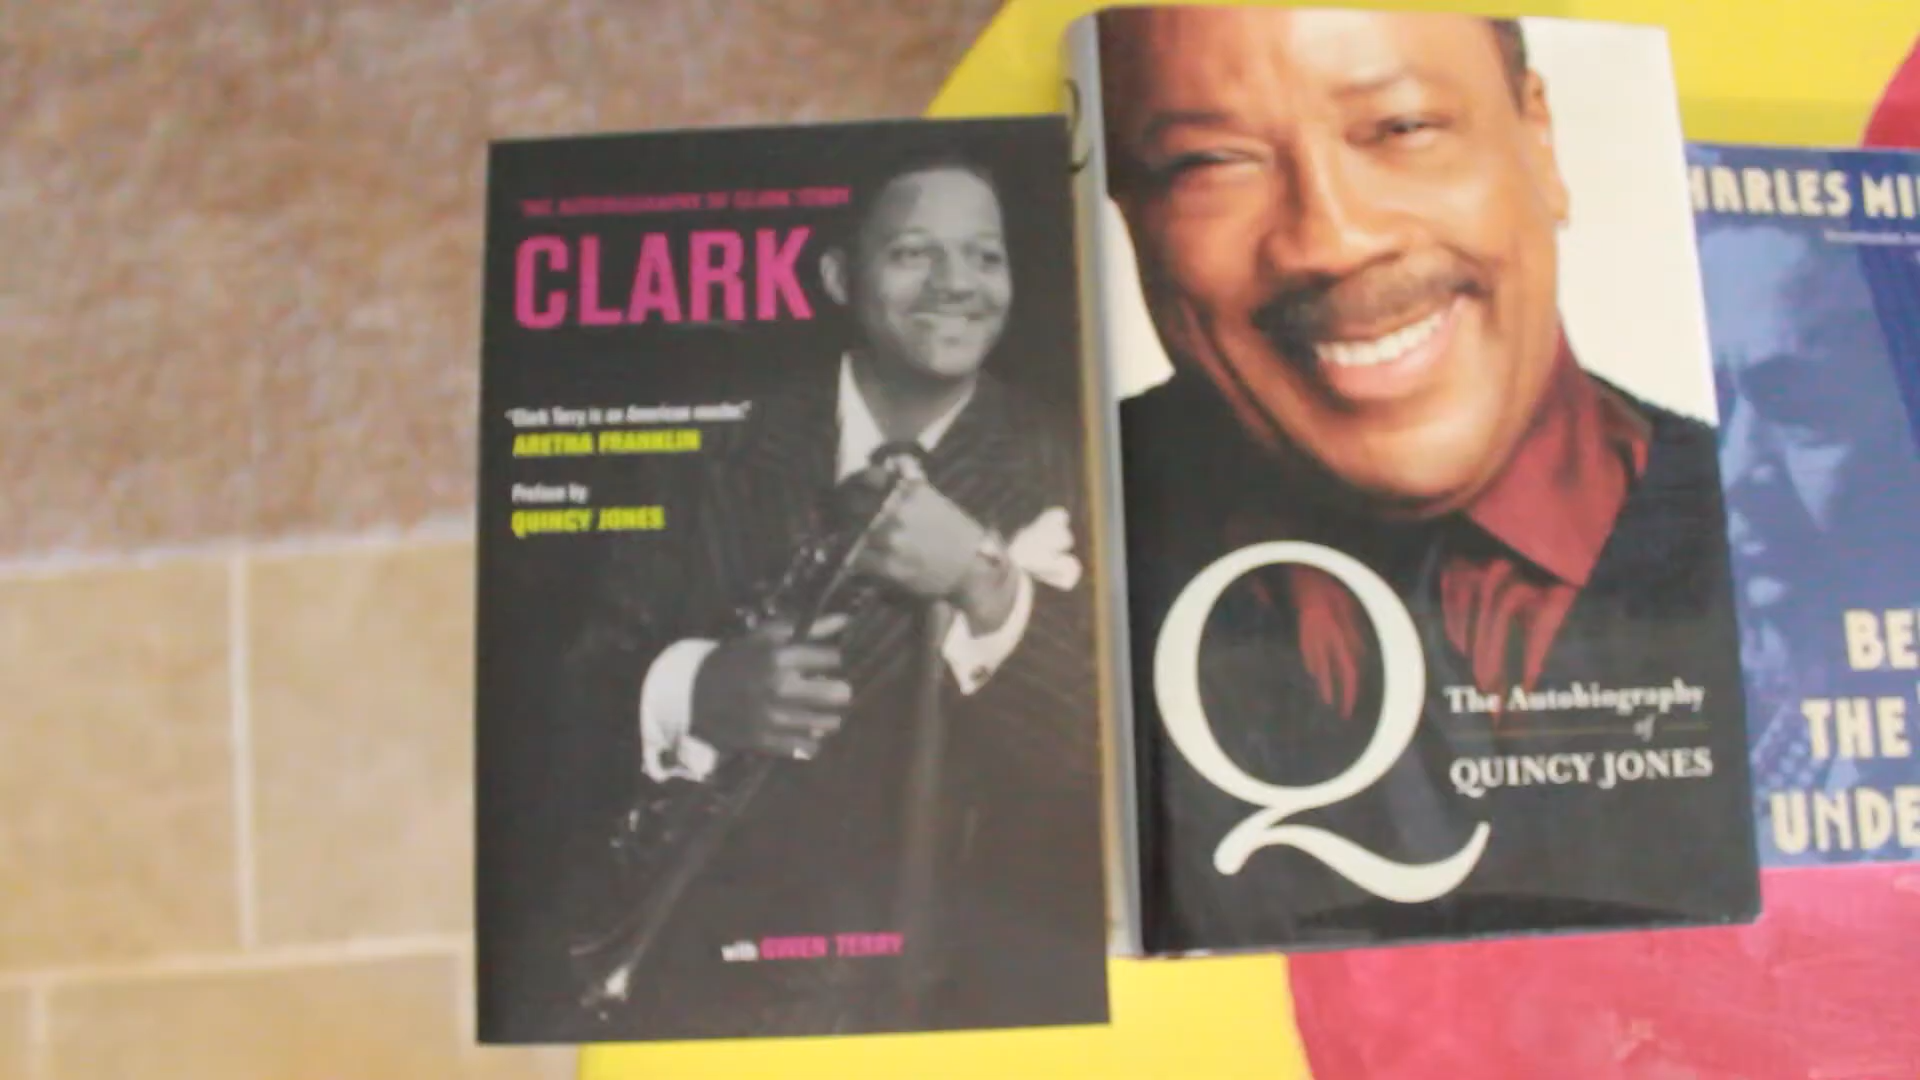 THE AUTOBIOGRAPHY OF CLARK TERRY
CLARK
"Clark Terry is an American master."
ARETHA FRANKLIN
Preface by
QUINCY JONES
with GWEN TERRY
Q
The Autobiography
of
QUINCY JONES
HARLES MI
BE
THE
UNDE